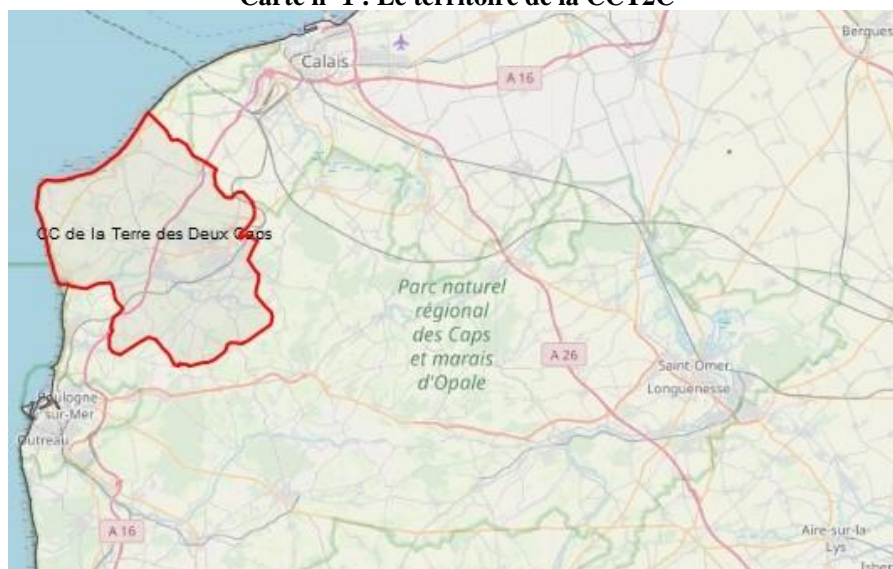 Carte n° 1 : Le territoire de la CCT2C
Bergues
Calais
A 16
CC de la Terre des Deux Caps
Parc naturel
régional
des Caps
et marais
d'Opale
A 26
Saint-Omer
Longuenesse
Boulogne
sur-Mer
Outreau
A 16
Aire-sur-la-
Lys